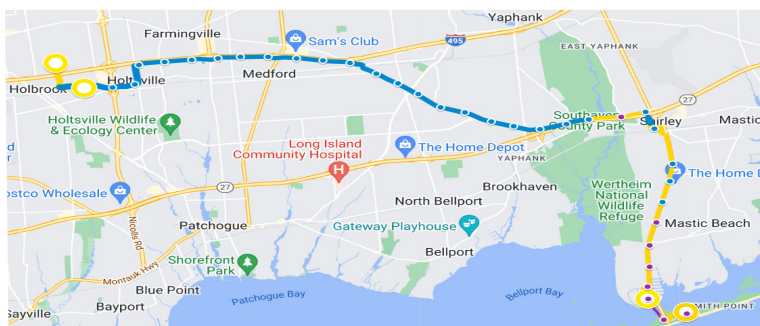 Yaphank
Farmingville
Sam's Club
495
EAST YAPHANK
Medford
Holbrook
Holtsville
27
Southaven
County Park
Shirley
Mastic
Holtsville Wildlife
& Ecology Center
Long Island
Community Hospital
The Home Depot
YAPHANK
The Home D
ostco Wholesale
27
Brookhaven
Wertheim
National
Wildlife
Refuge
North Bellport
Nicolls Rd
Patchogue
Gateway Playhouse
Mastic Beach
Bellport
Shorefront
Park
Montauk Hwy
Blue Point
Patchogue Bay
Bellport Bay
MITH POINT
Bayport
Sayville